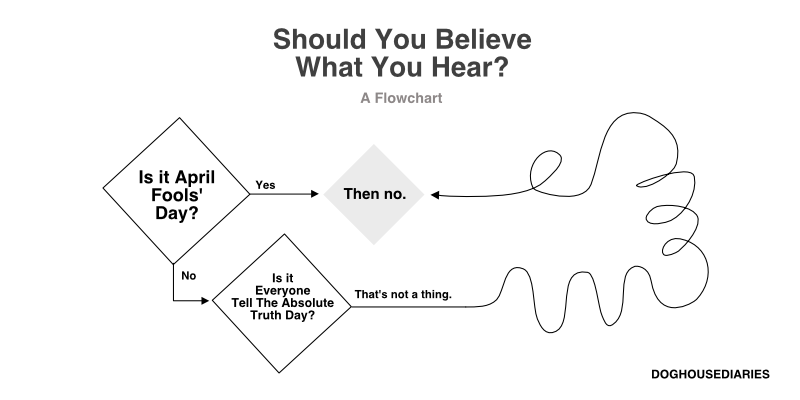 Should You Believe
What You Hear?
A Flowchart
Is it April
Fools'
Day?
Yes
Then no.
No
Is it
Everyone
Tell The Absolute
Truth Day?
That's not a thing.
DOGHOUSEDIARIES